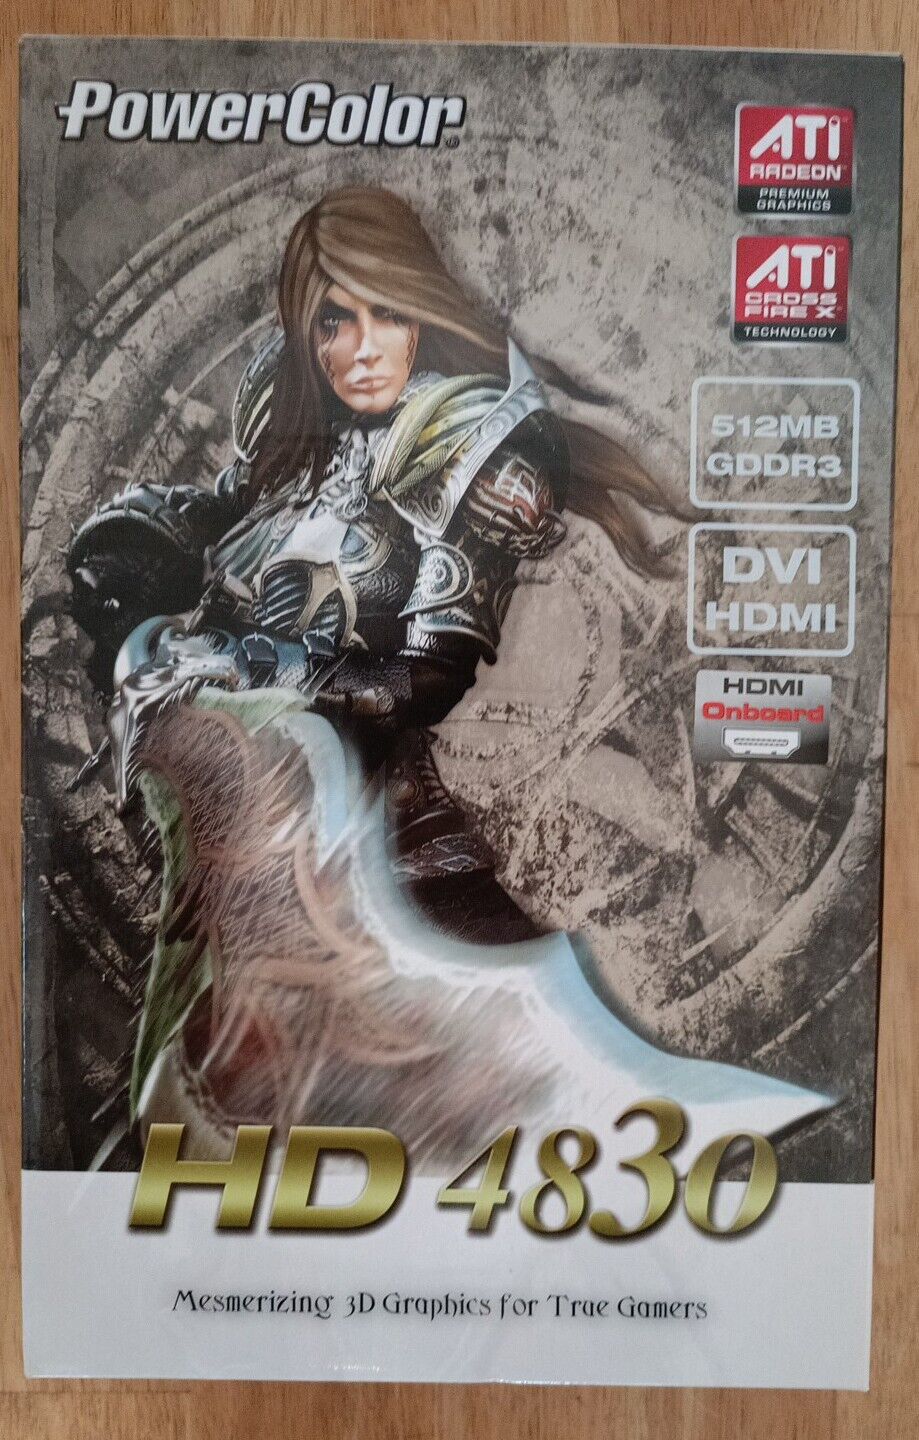 PowerColor
ATI
RADEON
PREMIUM
GRAPHICS
ATI
CROSS
FIRE X
TECHNOLOGY
512MB
GDDR3
DVI
HDMI
HDMI
Onboard
HD 4830
Mesmerizing 3D Graphics for True Gamers